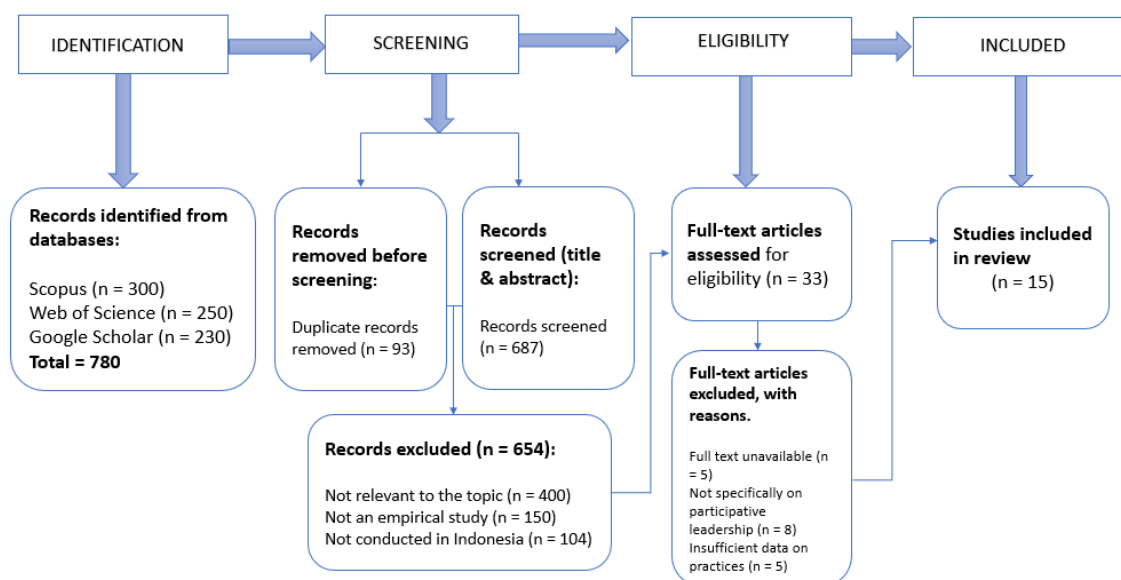 IDENTIFICATION
SCREENING
ELIGIBILITY
INCLUDED
Records identified from
databases:
Scopus (n = 300)
Web of Science (n = 250)
Google Scholar (n = 230)
Total = 780
Records
removed before
screening:
Duplicate records
removed (n = 93)
Records
screened (title
& abstract):
Records screened
(n = 687)
Records excluded (n = 654):
Not relevant to the topic (n = 400)
Not an empirical study (n = 150)
Not conducted in Indonesia (n = 104)
Full-text articles
assessed for
eligibility (n = 33)
Full-text articles
excluded, with
reasons.
Full text unavailable (n
= 5)
Not specifically on
participative
leadership (n = 8)
Insufficient data on
practices (n = 5)
Studies included
in review
(n = 15)